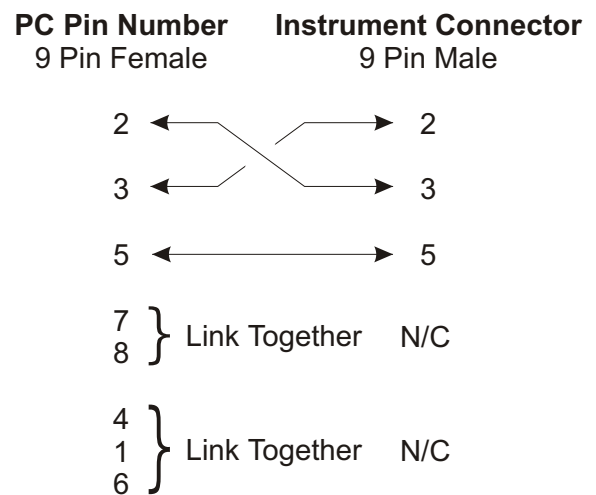 PC Pin Number Instrument Connector
9 Pin Female 9 Pin Male
2 2
3 3
5 5
7
8
Link Together N/C
4
1
6
Link Together N/C